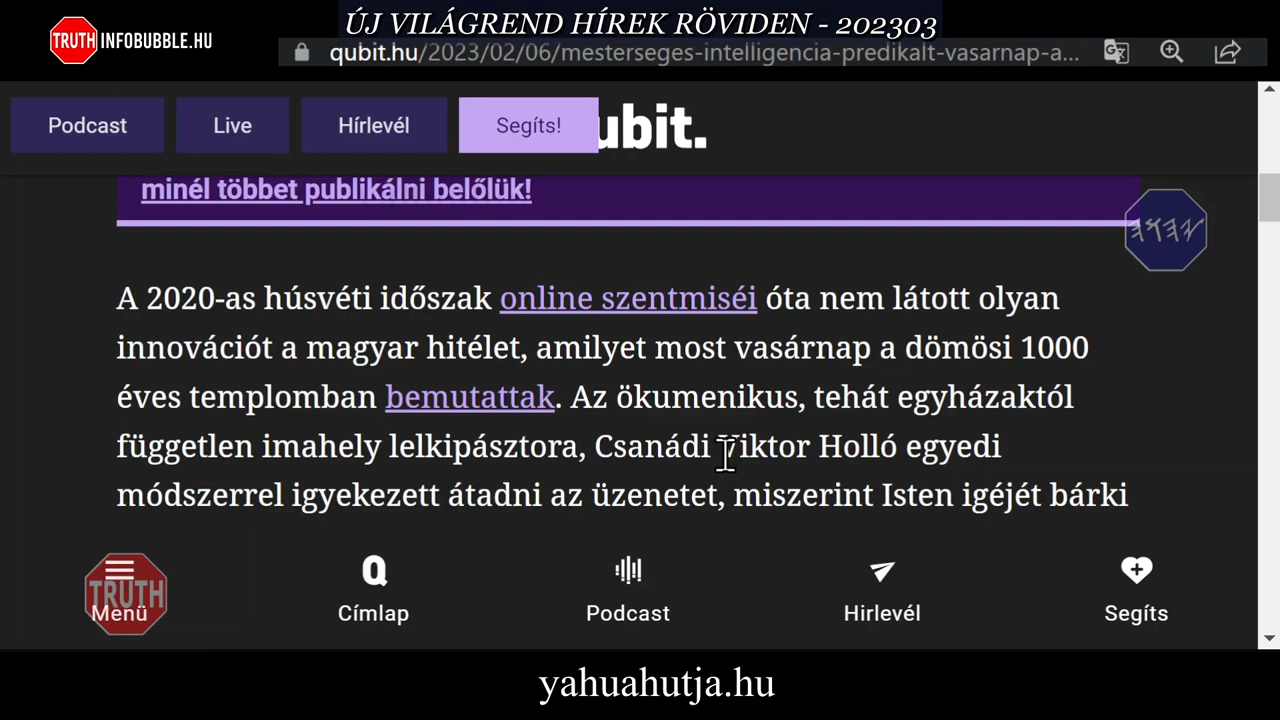 ÚJ VILÁGREND HÍREK RÖVIDEN - 202303
TRUTH INFOBUBBLE.HU
qubit.hu/2023/02/06/mesterseges-intelligencia-predikalt-vasarnap-a...
Podcast Live Hírlevél Segíts! ubit.
minél többet publikálni belőlük!
𐤉𐤄𐤅𐤄
A 2020-as húsvéti időszak online szentmiséi óta nem látott olyan
innovációt a magyar hitélet, amilyet most vasárnap a dömösi 1000
éves templomban bemutattak. Az ökumenikus, tehát egyházaktól
független imahely lelkipásztora, Csanádi Viktor Holló egyedi
módszerrel igyekezett átadni az üzenetet, miszerint Isten igéjét bárki
TRUTH
Menü Címlap Podcast Hirlevél Segíts
yahuahutja.hu